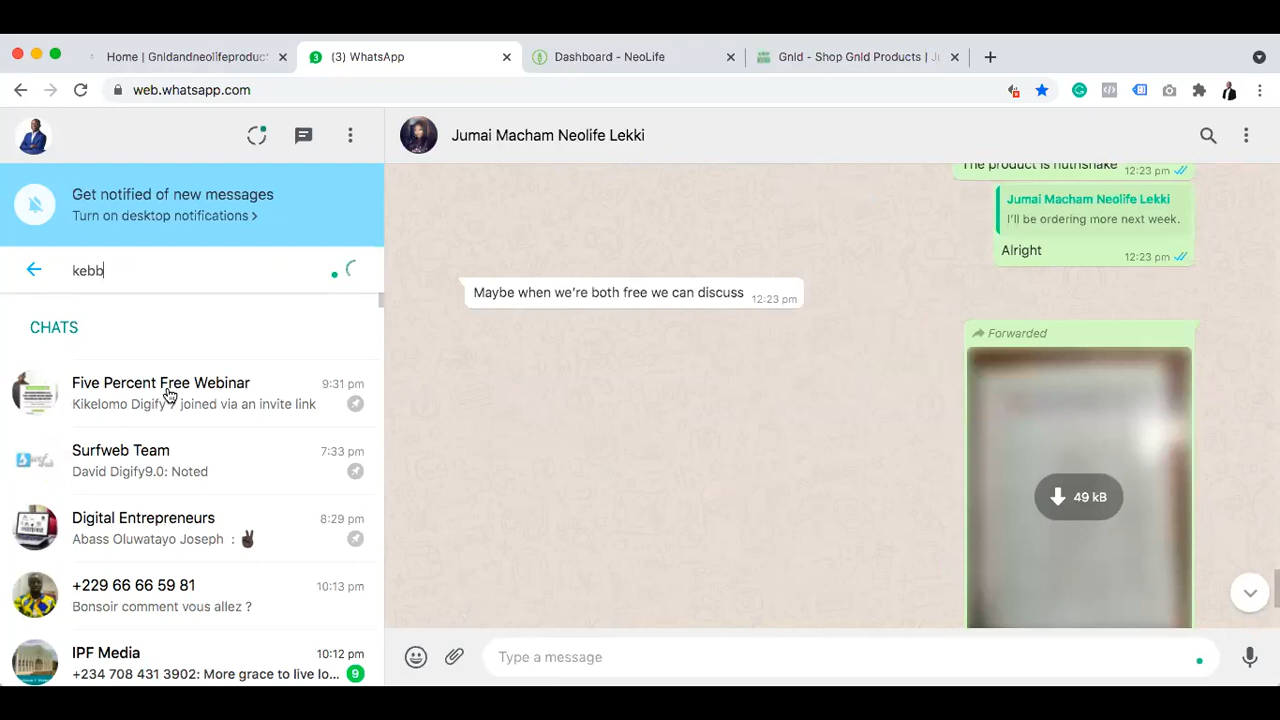 Home | Gnldandneolifeproduct
(3) WhatsApp
Dashboard - NeoLife
Gnld - Shop Gnld Products | Ju
web.whatsapp.com
Jumai Macham Neolife Lekki
Get notified of new messages
Turn on desktop notifications >
kebb
CHATS
Five Percent Free Webinar
9:31 pm
Kikelomo Digify 7 joined via an invite link
Surfweb Team
7:33 pm
David Digify9.0: Noted
Digital Entrepreneurs
8:29 pm
Abass Oluwatayo Joseph : ✌🏿
+229 66 66 59 81
10:13 pm
Bonsoir comment vous allez ?
IPF Media
10:12 pm
+234 708 431 3902: More grace to live lo...
9
The product is nutrishake
12:23 pm
Jumai Macham Neolife Lekki
I'll be ordering more next week.
Alright
12:23 pm
Maybe when we're both free we can discuss
12:23 pm
Forwarded
49 kB
Type a message